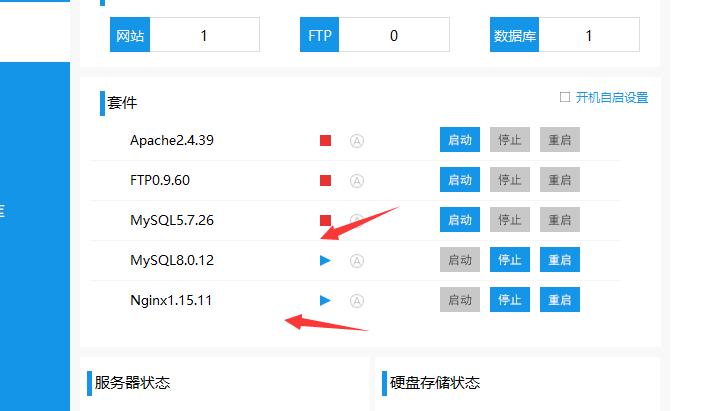 网站 1 FTP 0 数据库 1
套件 开机自启设置
Apache2.4.39 A 启动 停止 重启
FTP0.9.60 A 启动 停止 重启
MySQL5.7.26 A 启动 停止 重启
MySQL8.0.12 A 启动 停止 重启
Nginx1.15.11 A 启动 停止 重启
服务器状态 硬盘存储状态